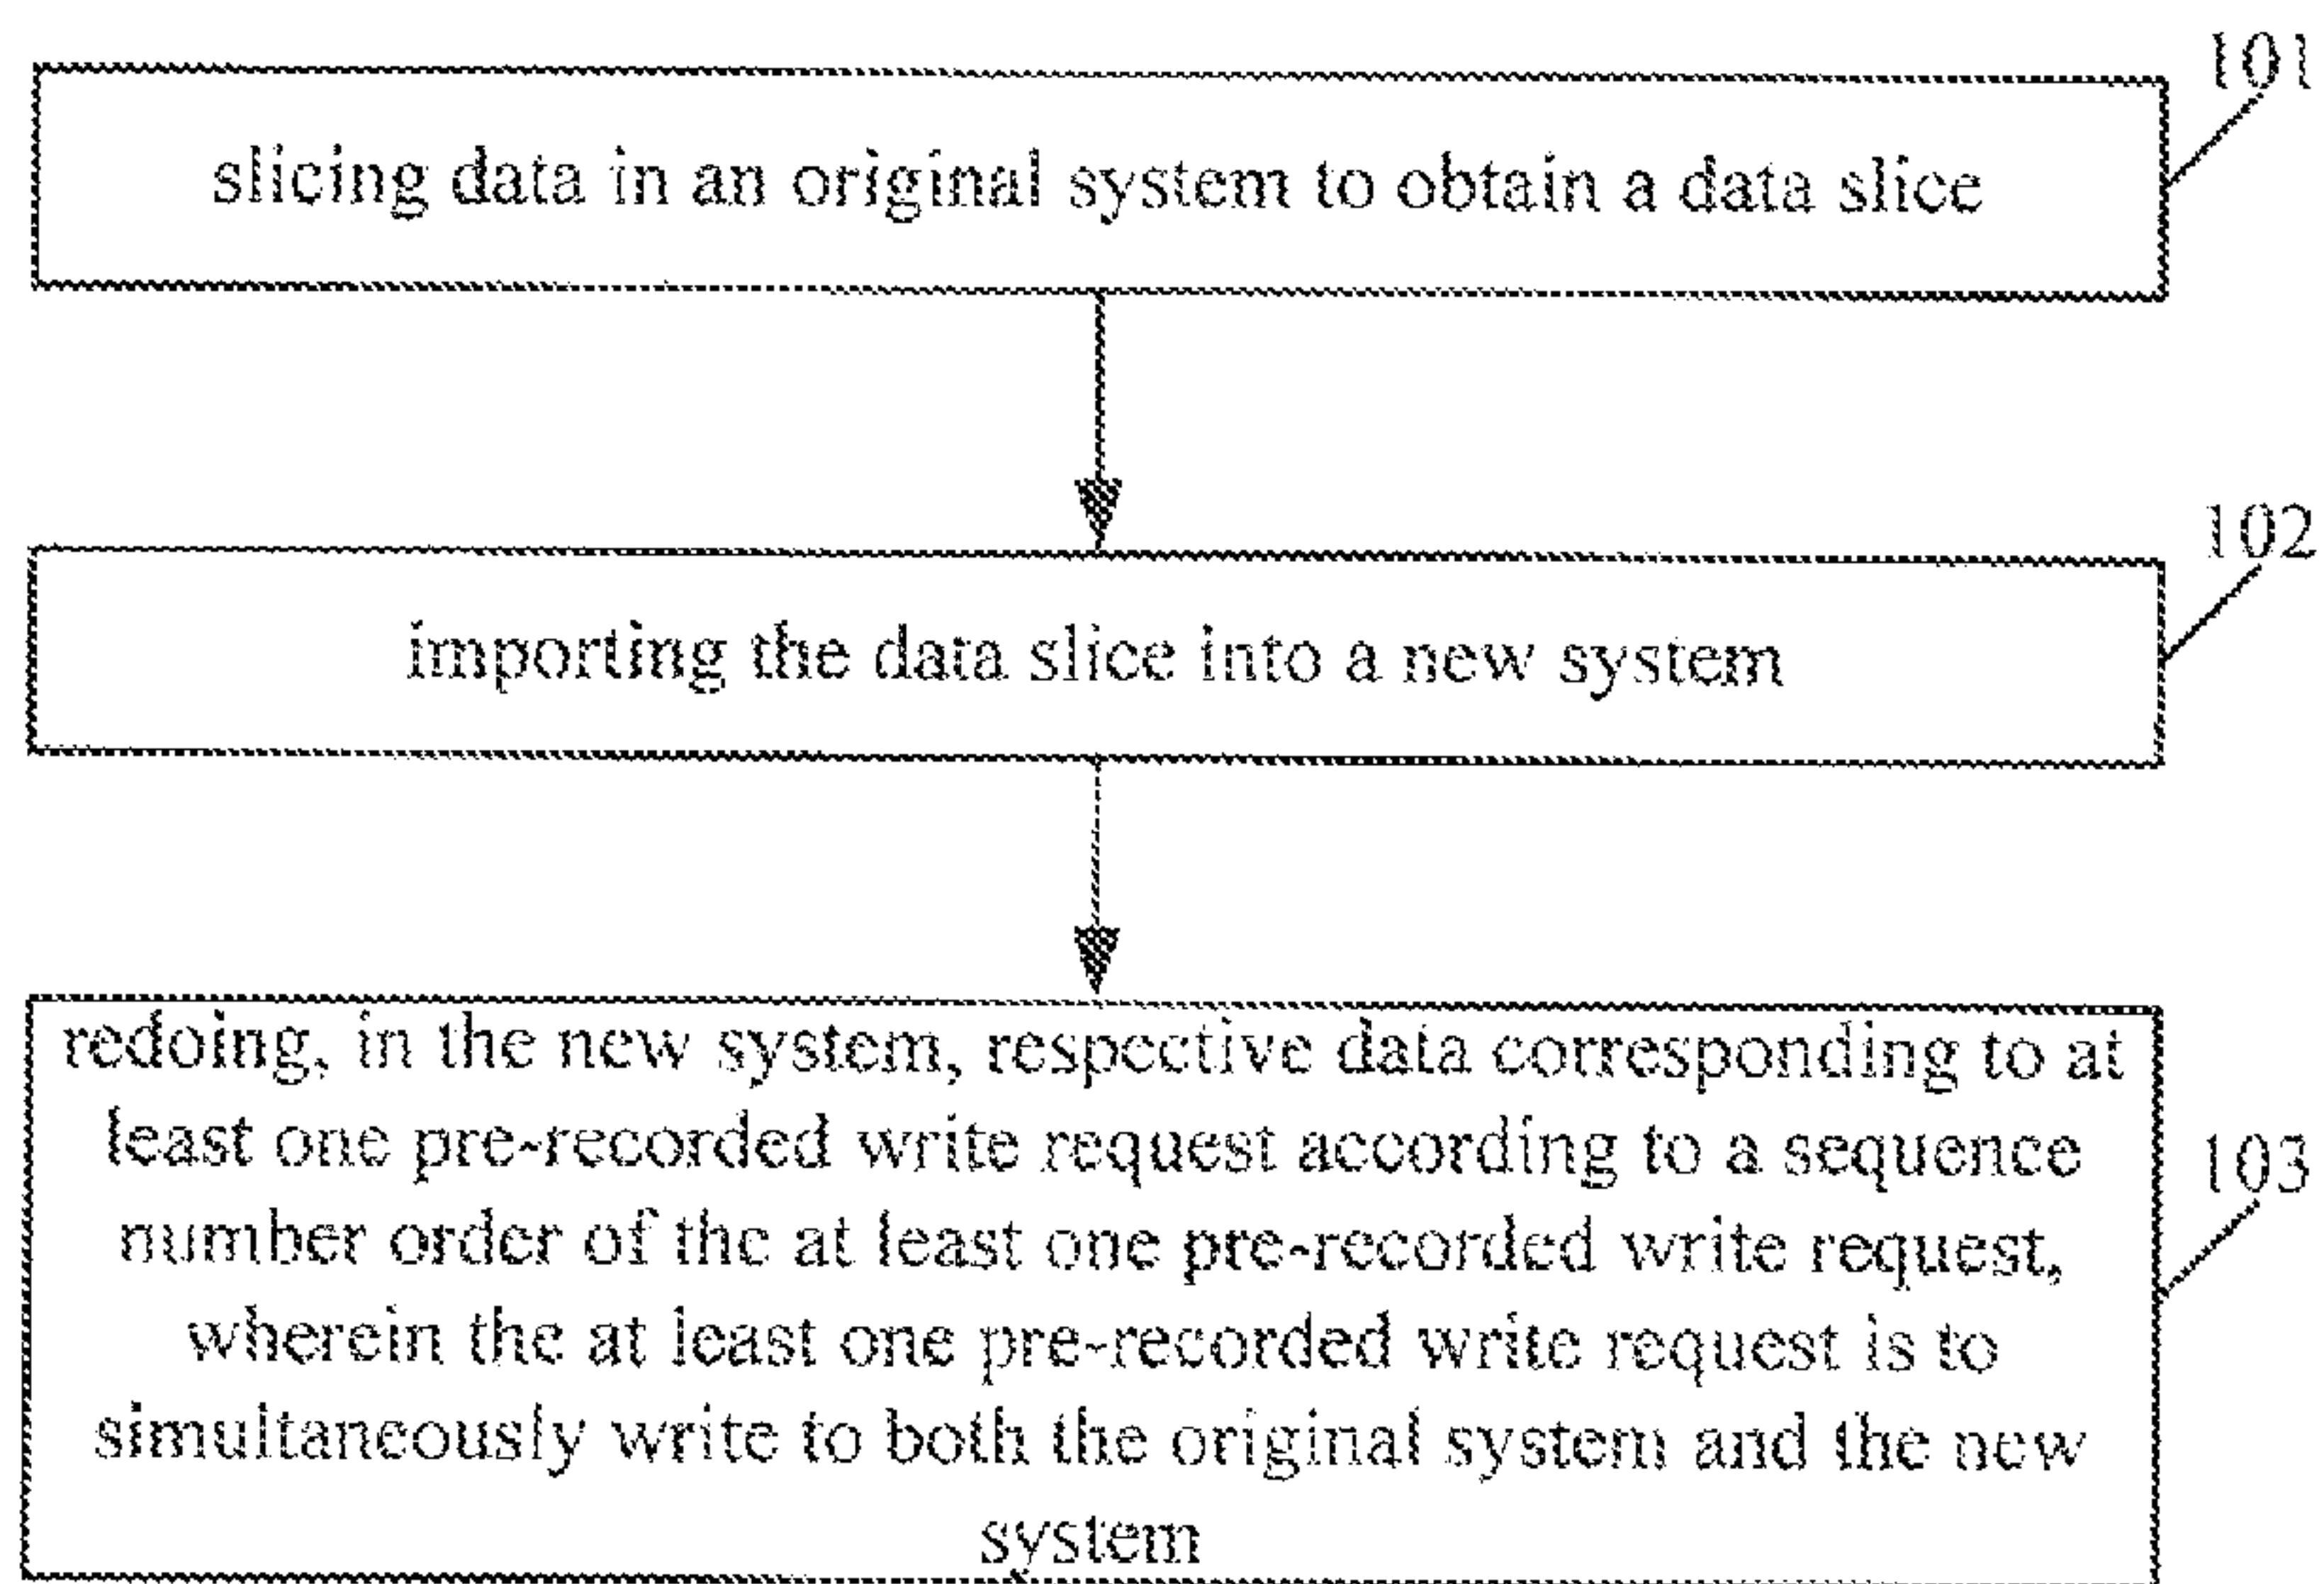 101
slicing data in an original system to obtain a data slice
102
importing the data slice into a new system
redoing, in the new system, respective data corresponding to at
least one pre-recorded write request according to a sequence
number order of the at least one pre-recorded write request,
wherein the at least one pre-recorded write request is to
simultaneously write to both the original system and the new
system
103